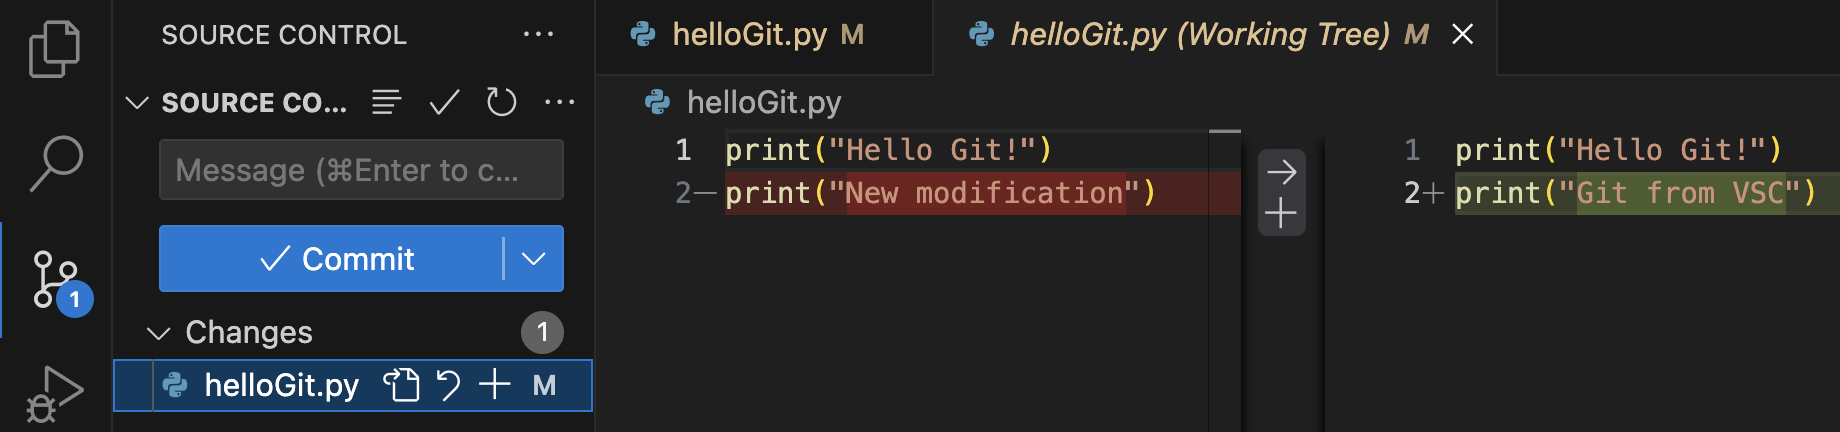 SOURCE CONTROL
SOURCE CO...
Message (⌘Enter to c...
Commit
1
Changes 1
helloGit.py M
helloGit.py M
helloGit.py (Working Tree) M
helloGit.py
1 print("Hello Git!")
2— print("New modification")
1 print("Hello Git!")
2+ print("Git from VSC")